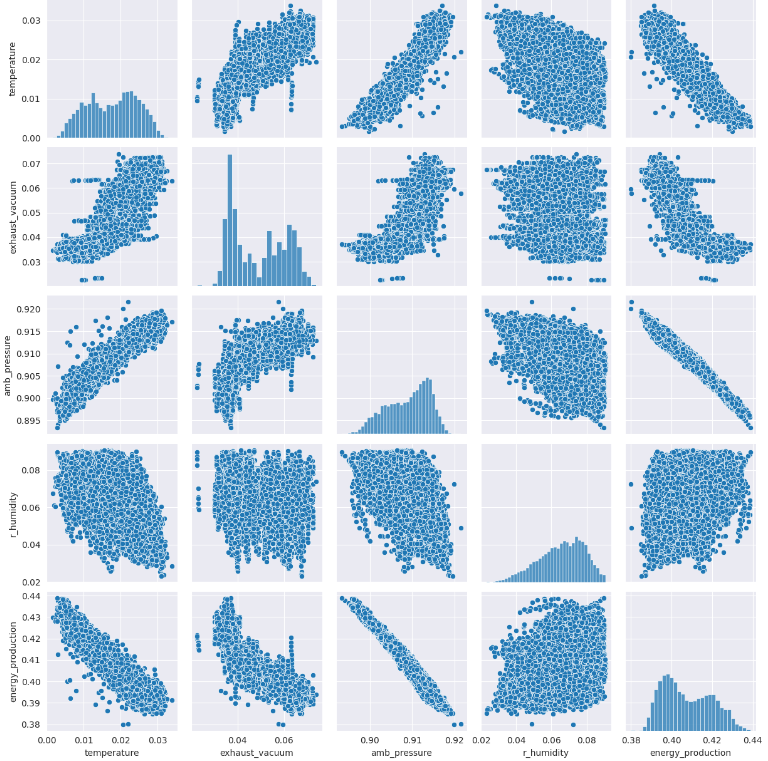 0.03
0.02
0.01
0.00
temperature
0.07
0.06
0.05
0.04
0.03
exhaust_vacuum
0.920
0.915
0.910
0.905
0.900
0.895
amb_pressure
0.08
0.06
0.04
0.02
r_humidity
0.44
0.43
0.42
0.41
0.40
0.39
0.38
energy_production
0.00 0.01 0.02 0.03
0.04 0.06
0.90 0.91 0.92
0.02 0.04 0.06 0.08
0.38 0.40 0.42 0.44
temperature
exhaust_vacuum
amb_pressure
r_humidity
energy_production